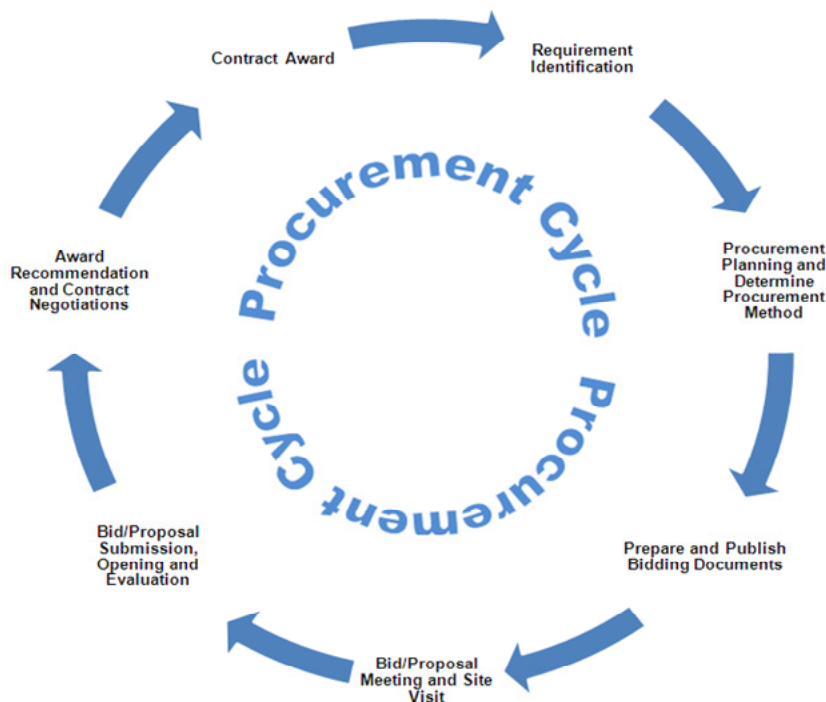 Contract Award
Requirement
Identification
Procurement
Planning and
Determine
Procurement
Method
Prepare and Publish
Bidding Documents
Bid/Proposal
Meeting and Site
Visit
Bid/Proposal
Submission,
Opening and
Evaluation
Award
Recommendation
and Contract
Negotiations
Procurement Cycle
Procurement Cycle